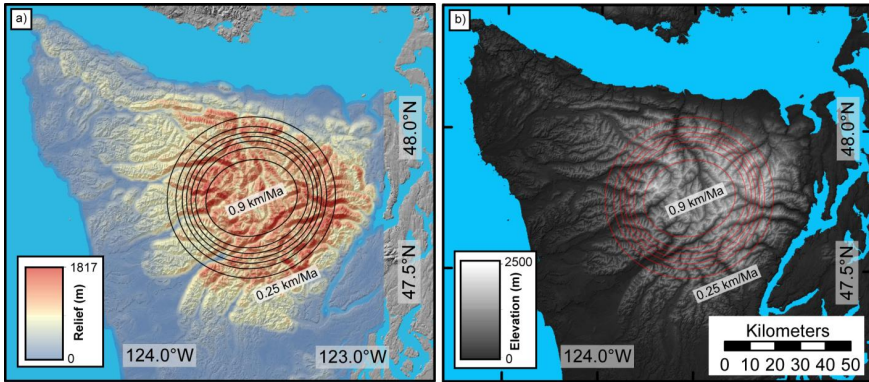 a)
0.9 km/Ma
0.25 km/Ma
48.0°N
47.5°N
1817
Relief (m)
0
124.0°W
123.0°W
b)
0.9 km/Ma
0.25 km/Ma
48.0°N
47.5°N
2500
Elevation (m)
0
124.0°W
Kilometers
0 10 20 30 40 50